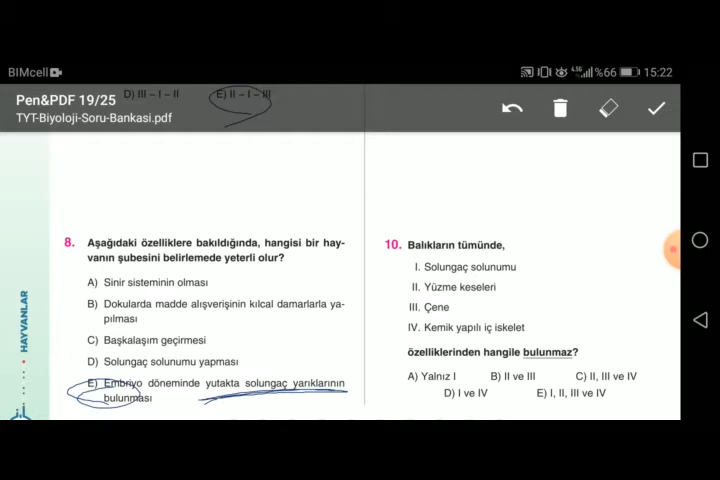 BIMcell
%66 15:22
D) III – I – II E) II – I – III
Pen&PDF 19/25
TYT-Biyoloji-Soru-Bankasi.pdf
8. Aşağıdaki özelliklere bakıldığında, hangisi bir hay-
vanın şubesini belirlemede yeterli olur?
A) Sinir sisteminin olması
B) Dokularda madde alışverişinin kılcal damarlarla ya-
pılması
C) Başkalaşım geçirmesi
D) Solungaç solunumu yapması
E) Embriyo döneminde yutakta solungaç yarıklarının
bulunması
10. Balıkların tümünde,
I. Solungaç solunumu
II. Yüzme keseleri
III. Çene
IV. Kemik yapılı iç iskelet
özelliklerinden hangile bulunmaz?
A) Yalnız I B) II ve III C) II, III ve IV
D) I ve IV E) I, II, III ve IV
HAYVANLAR